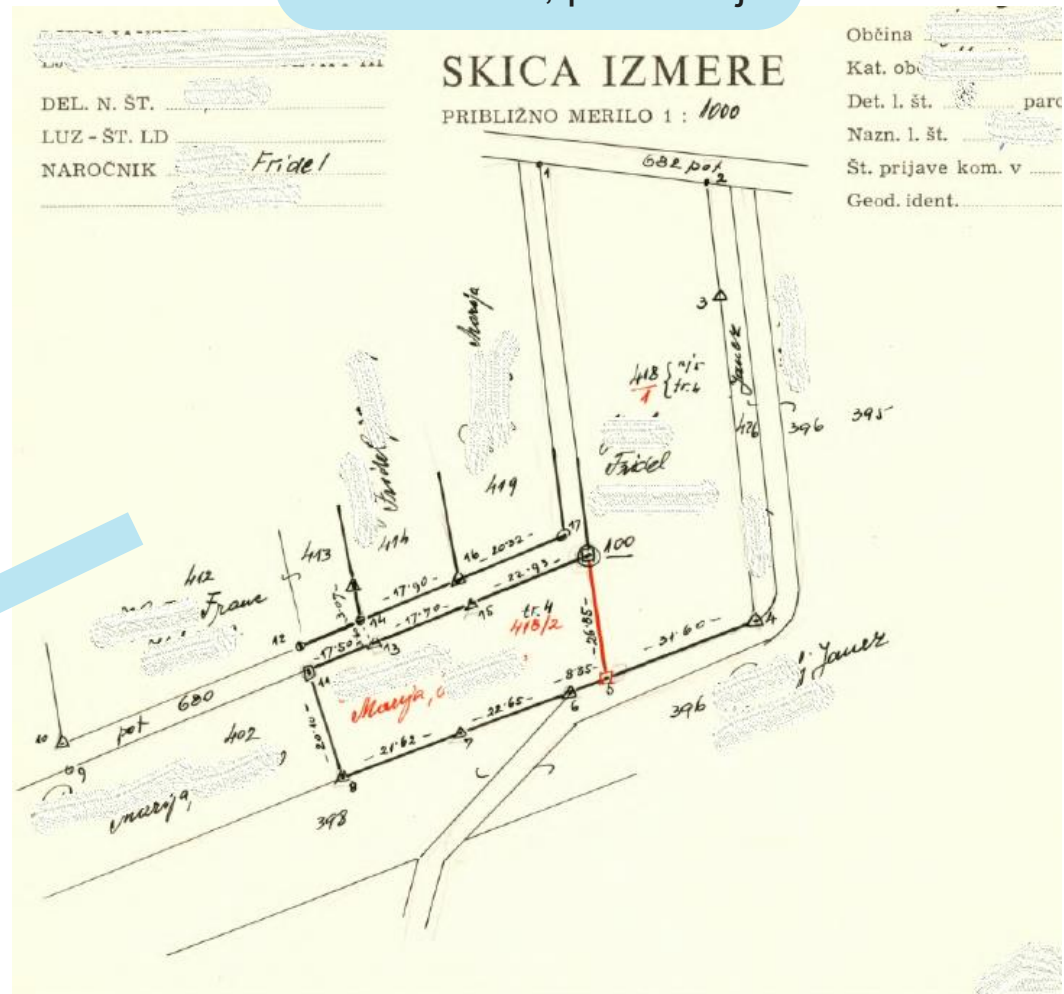 Občina
SKICA IZMERE
Kat. ob
DEL. N. ŠT.
Det. l. št. parc
PRIBLIŽNO MERILO 1 : 1000
LUZ - ŠT. LD
Nazn. l. št.
NAROČNIK Fridel
Št. prijave kom. v
Geod. ident.
682 pot
1
2
3
Marija
Janez
418
1
tr. 4
426
396
395
Fridel
Fridel
419
414
413
17
100
16
-20·32-
-22·93-
-17·90-
-17·70-
15
412
Franc
-3·07-
14
13
12
-17·50-
11
tr. 4
418/2
-26·85-
-31·60-
4
Janez
Marija,
-8·35-
5
6
396
-22·65-
7
680
pot
10
9
402
-20·10-
-21·62-
8
marija,
398